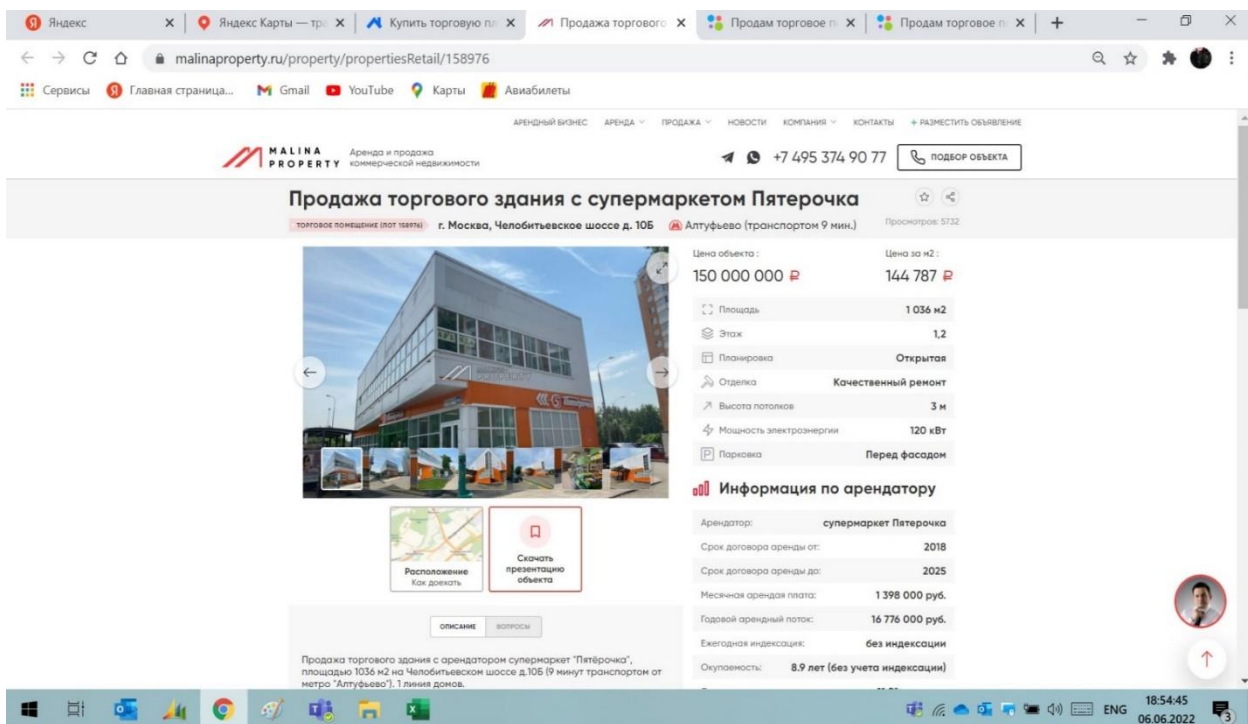 Яндекс
Яндекс Карты — тра
Купить торговую пл
Продажа торгового
Продам торговое п
Продам торговое п
malinaproperty.ru/property/propertiesRetail/158976
Сервисы
Главная страница...
Gmail
YouTube
Карты
Авиабилеты
АРЕНДНЫЙ БИЗНЕС АРЕНДА ПРОДАЖА НОВОСТИ КОМПАНИЯ КОНТАКТЫ + РАЗМЕСТИТЬ ОБЪЯВЛЕНИЕ
MALINA
PROPERTY
Аренда и продажа
коммерческой недвижимости
+7 495 374 90 77
ПОДБОР ОБЪЕКТА
Продажа торгового здания с супермаркетом Пятерочка
ТОРГОВОЕ ПОМЕЩЕНИЕ (ЛОТ 158976)
г. Москва, Челобитьевское шоссе д. 10Б
Алтуфьево (транспортом 9 мин.)
Просмотров: 5732
Цена объекта :
Цена за м2 :
150 000 000 ₽
144 787 ₽
Площадь 1 036 м2
Этаж 1,2
Планировка Открытая
Отделка Качественный ремонт
Высота потолков 3 м
Мощность электроэнергии 120 кВт
Парковка Перед фасадом
Информация по арендатору
Арендатор: супермаркет Пятерочка
Срок договора аренды от: 2018
Срок договора аренды до: 2025
Месячная арендая плата: 1 398 000 руб.
Годовой арендный поток: 16 776 000 руб.
Ежегодная индексация: без индексации
Окупаемость: 8.9 лет (без учета индексации)
Расположение
Как доехать
Скачать
презентацию
объекта
ОПИСАНИЕ
ВОПРОСЫ
Продажа торгового здания с арендатором супермаркет "Пятёрочка",
площадью 1036 м2 на Челобитьевском шоссе д.10Б (9 минут транспортом от
метро "Алтуфьево"). 1 линия домов.
ENG
18:54:45
06.06.2022
3